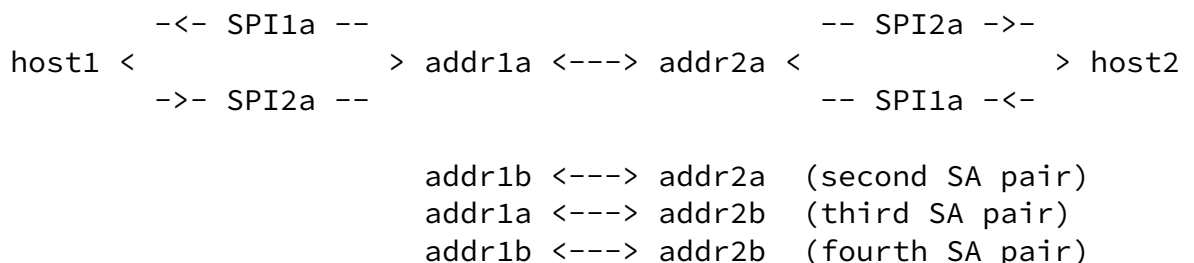 -<- SPI1a -- -- SPI2a ->-
host1 < > addr1a <---> addr2a < > host2
->- SPI2a -- -- SPI1a -<-
addr1b <---> addr2a (second SA pair)
addr1a <---> addr2b (third SA pair)
addr1b <---> addr2b (fourth SA pair)